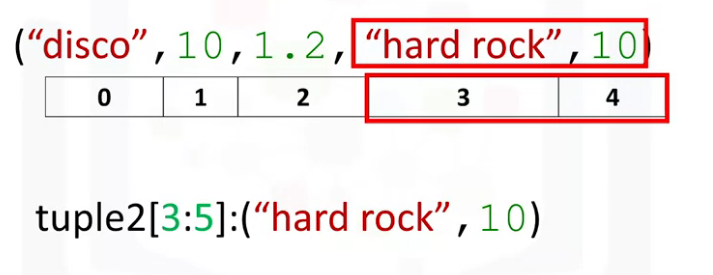 (“disco”, 10, 1.2, “hard rock”, 10)
0 1 2 3 4
tuple2[3:5]:(“hard rock”, 10)